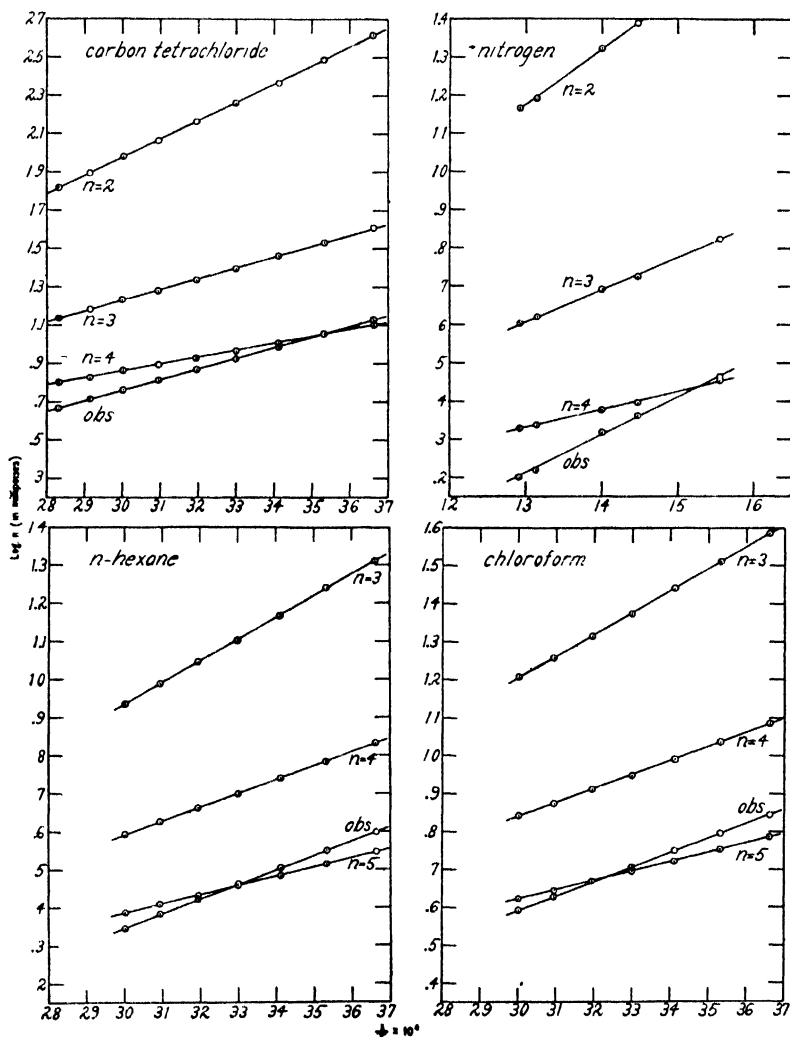 carbon tetrachloride
2.7
2.5
2.3
2.1
1.9
1.7
1.5
1.3
1.1
.9
.7
.5
.3
n=2
n=3
n=4
obs
28 29 30 31 32 33 34 35 36 37
nitrogen
1.4
1.3
1.2
1.1
1.0
.9
.8
.7
.6
.5
.4
.3
.2
n=2
n=3
n=4
obs
12 13 14 15 16
n-hexane
1.4
1.3
1.2
1.1
1.0
.9
.8
.7
.6
.5
.4
.3
.2
n=3
n=4
obs
n=5
28 29 30 31 32 33 34 35 36 37
chloroform
1.6
1.5
1.4
1.3
1.2
1.1
1.0
.9
.8
.7
.6
.5
.4
n=3
n=4
obs
n=5
28 29 30 31 32 33 34 35 36 37
Log n (in millipoises)